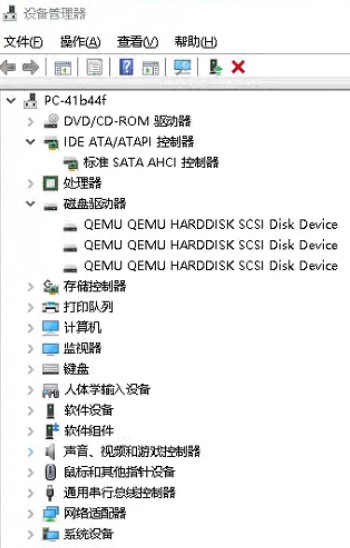 设备管理器
文件(F) 操作(A) 查看(V) 帮助(H)
PC-41b44f
DVD/CD-ROM 驱动器
IDE ATA/ATAPI 控制器
标准 SATA AHCI 控制器
处理器
磁盘驱动器
QEMU QEMU HARDDISK SCSI Disk Device
QEMU QEMU HARDDISK SCSI Disk Device
QEMU QEMU HARDDISK SCSI Disk Device
存储控制器
打印队列
计算机
监视器
键盘
人体学输入设备
软件设备
软件组件
声音、视频和游戏控制器
鼠标和其他指针设备
通用串行总线控制器
网络适配器
系统设备